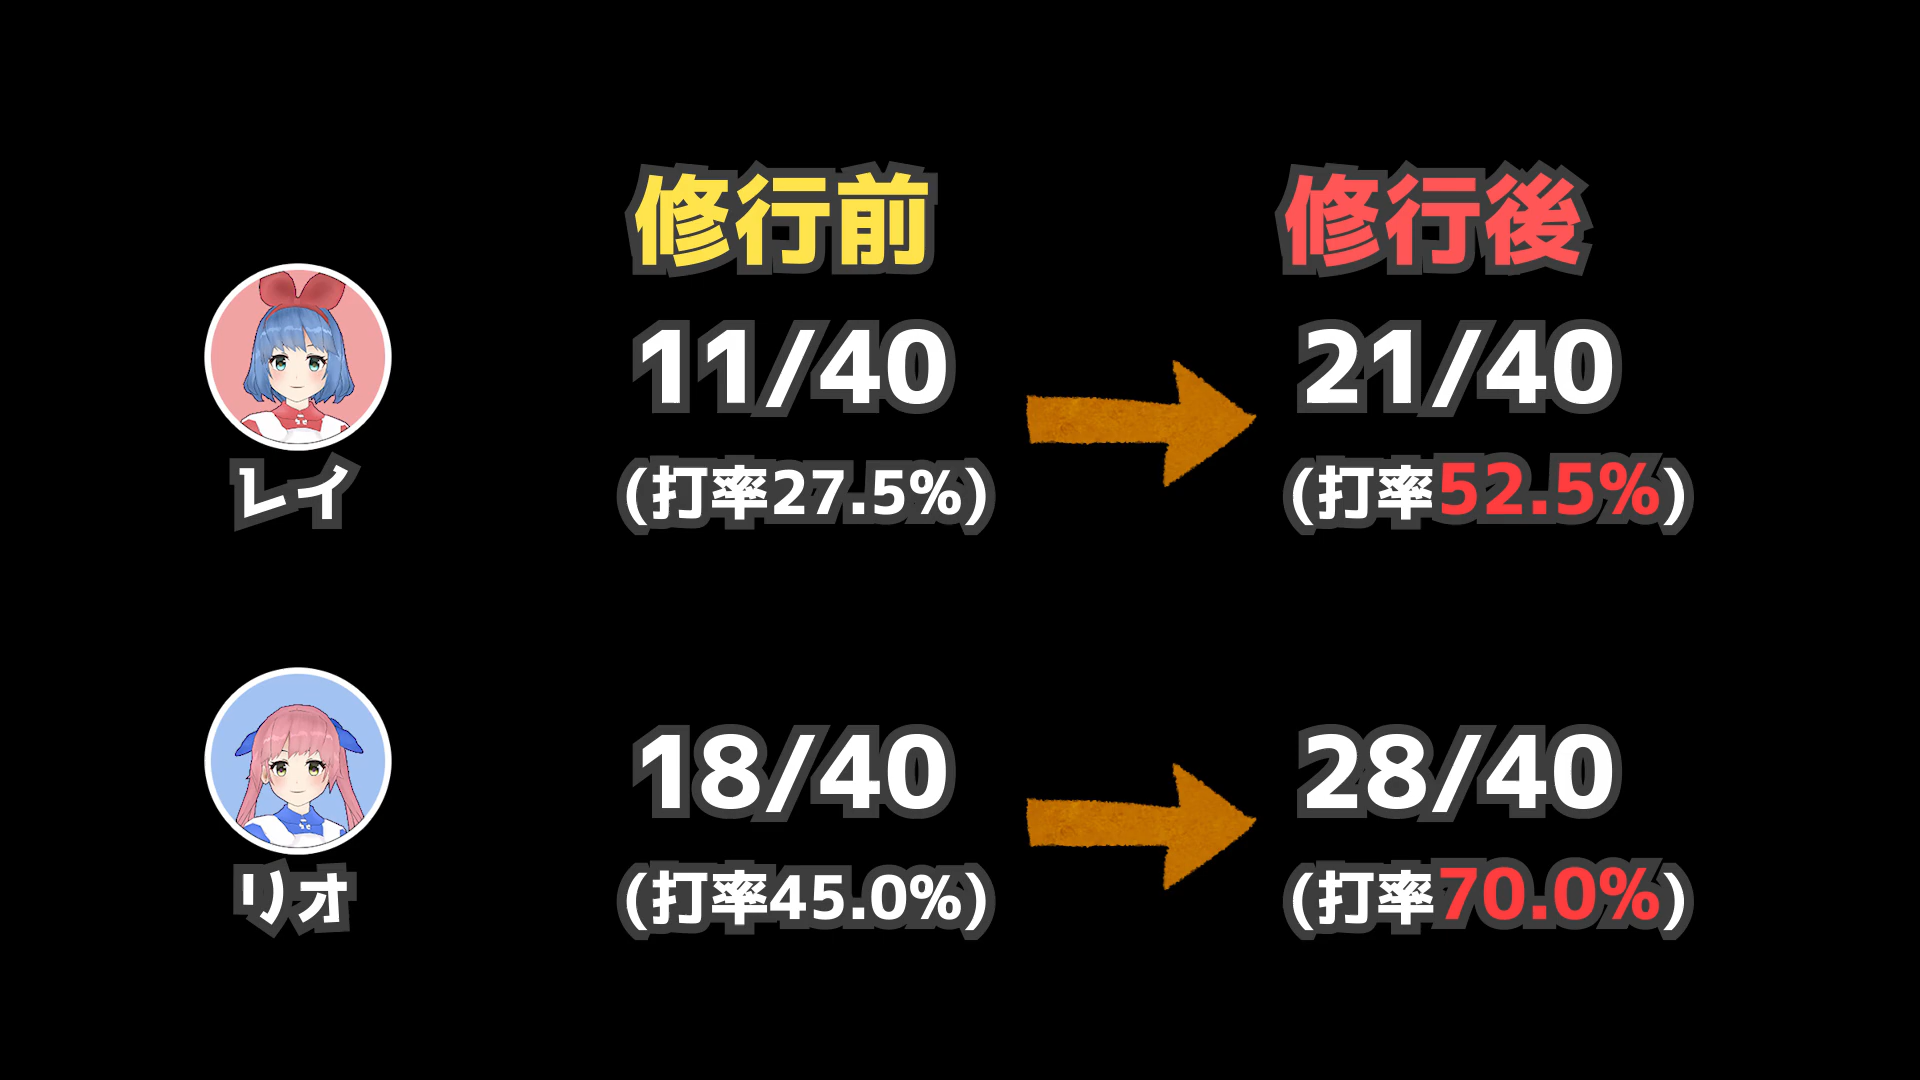 修行前
修行後
11/40
21/40
レイ
(打率27.5%)
(打率52.5%)
18/40
28/40
リオ
(打率45.0%)
(打率70.0%)